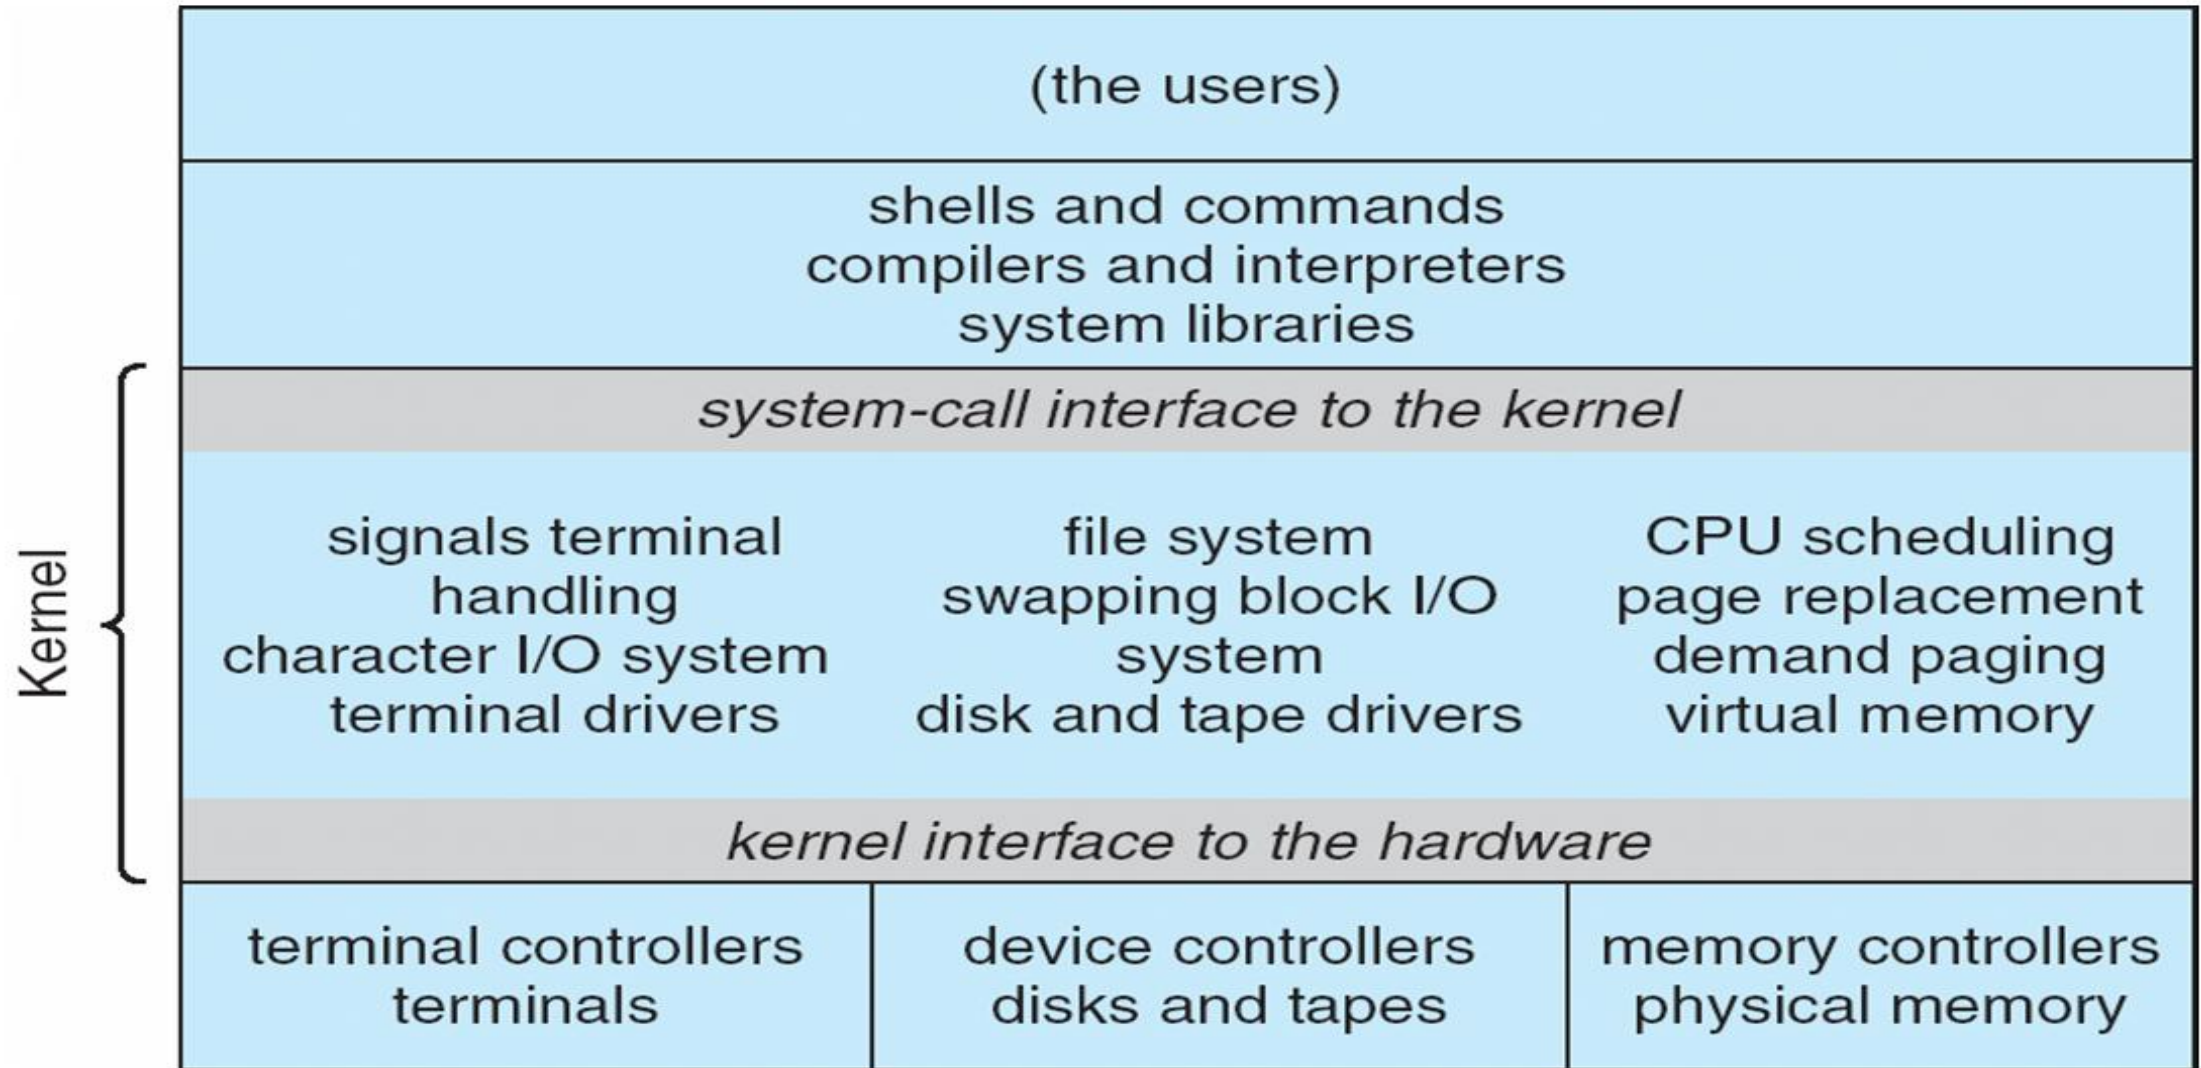 (the users)
shells and commands
compilers and interpreters
system libraries
Kernel
system-call interface to the kernel
signals terminal
handling
character I/O system
terminal drivers
file system
swapping block I/O
system
disk and tape drivers
CPU scheduling
page replacement
demand paging
virtual memory
kernel interface to the hardware
terminal controllers
terminals
device controllers
disks and tapes
memory controllers
physical memory